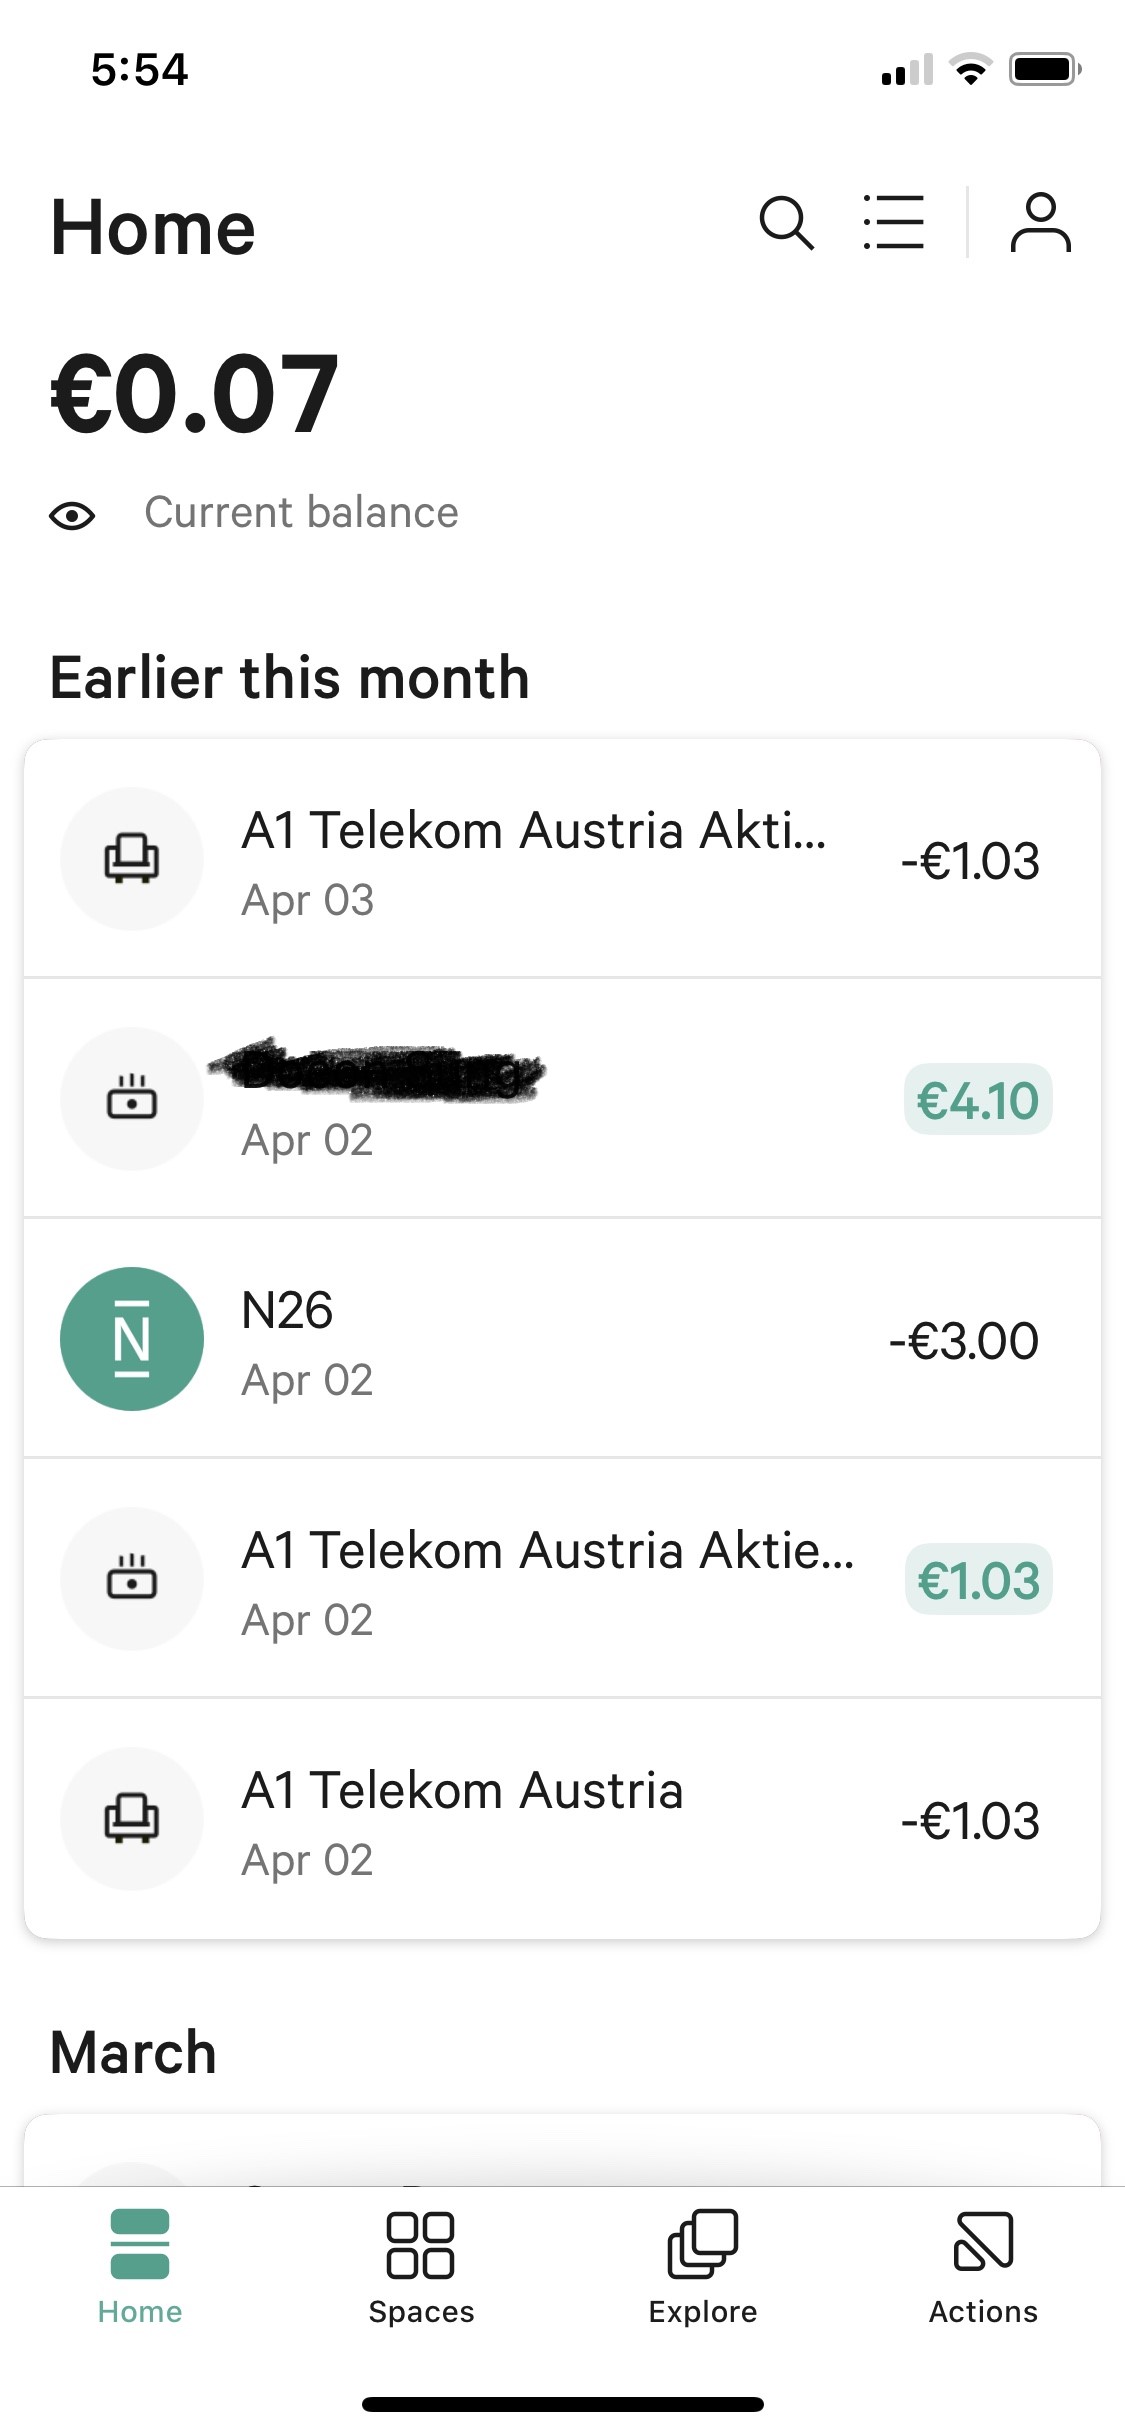 5:54
Home
€0.07
Current balance
Earlier this month
A1 Telekom Austria Akti...
-€1.03
Apr 03
€4.10
Apr 02
N
N26
-€3.00
Apr 02
A1 Telekom Austria Aktie...
€1.03
Apr 02
A1 Telekom Austria
-€1.03
Apr 02
March
Home Spaces Explore Actions